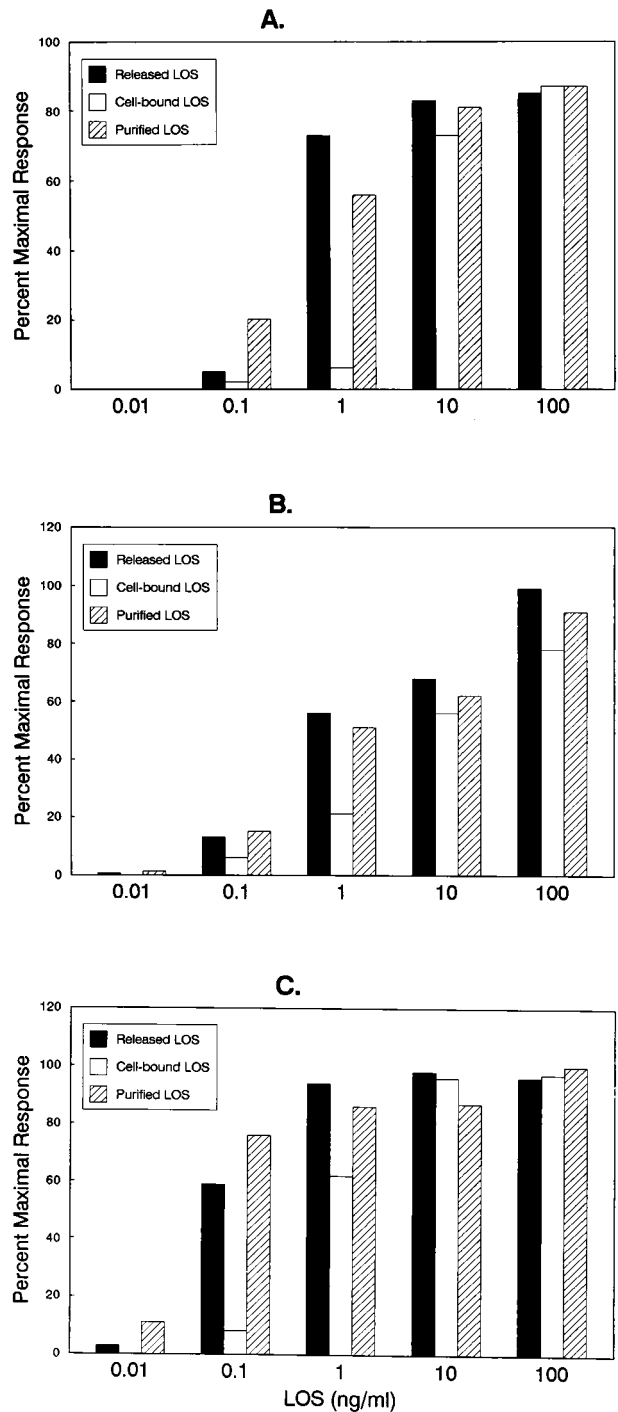 A.
Percent Maximal Response
100
80
60
40
20
0
Released LOS
Cell-bound LOS
Purified LOS
0.01 0.1 1 10 100
B.
Percent Maximal Response
120
100
80
60
40
20
0
Released LOS
Cell-bound LOS
Purified LOS
0.01 0.1 1 10 100
C.
Percent Maximal Response
120
100
80
60
40
20
0
Released LOS
Cell-bound LOS
Purified LOS
0.01 0.1 1 10 100
LOS (ng/ml)